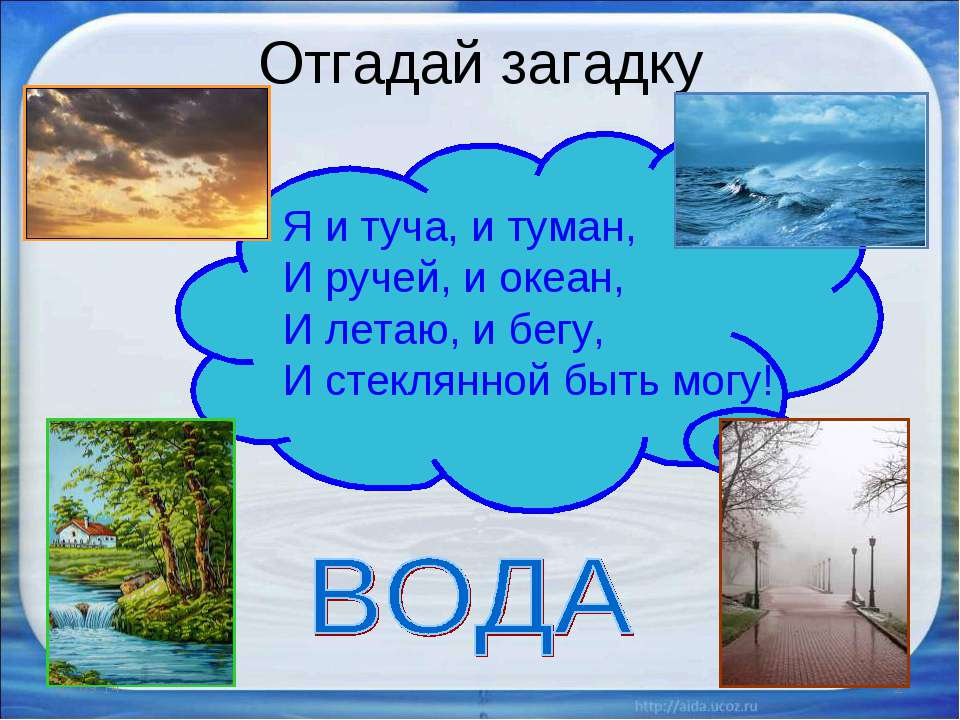 Отгадай загадку
Я и туча, и туман,
И ручей, и океан,
И летаю, и бегу,
И стеклянной быть могу!
ВОДА
http://aida.ucoz.ru